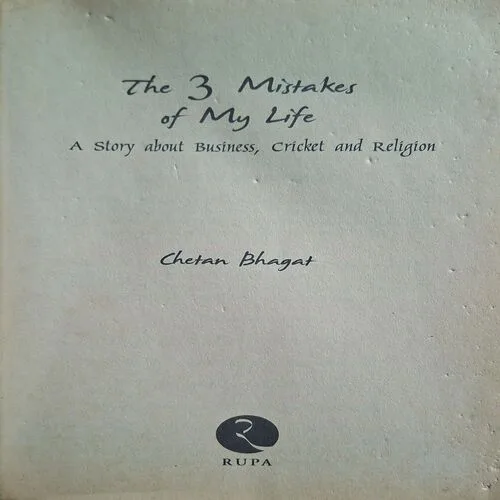 The 3 Mistakes
of My Life
A Story about Business, Cricket and Religion
Chetan Bhagat
RUPA